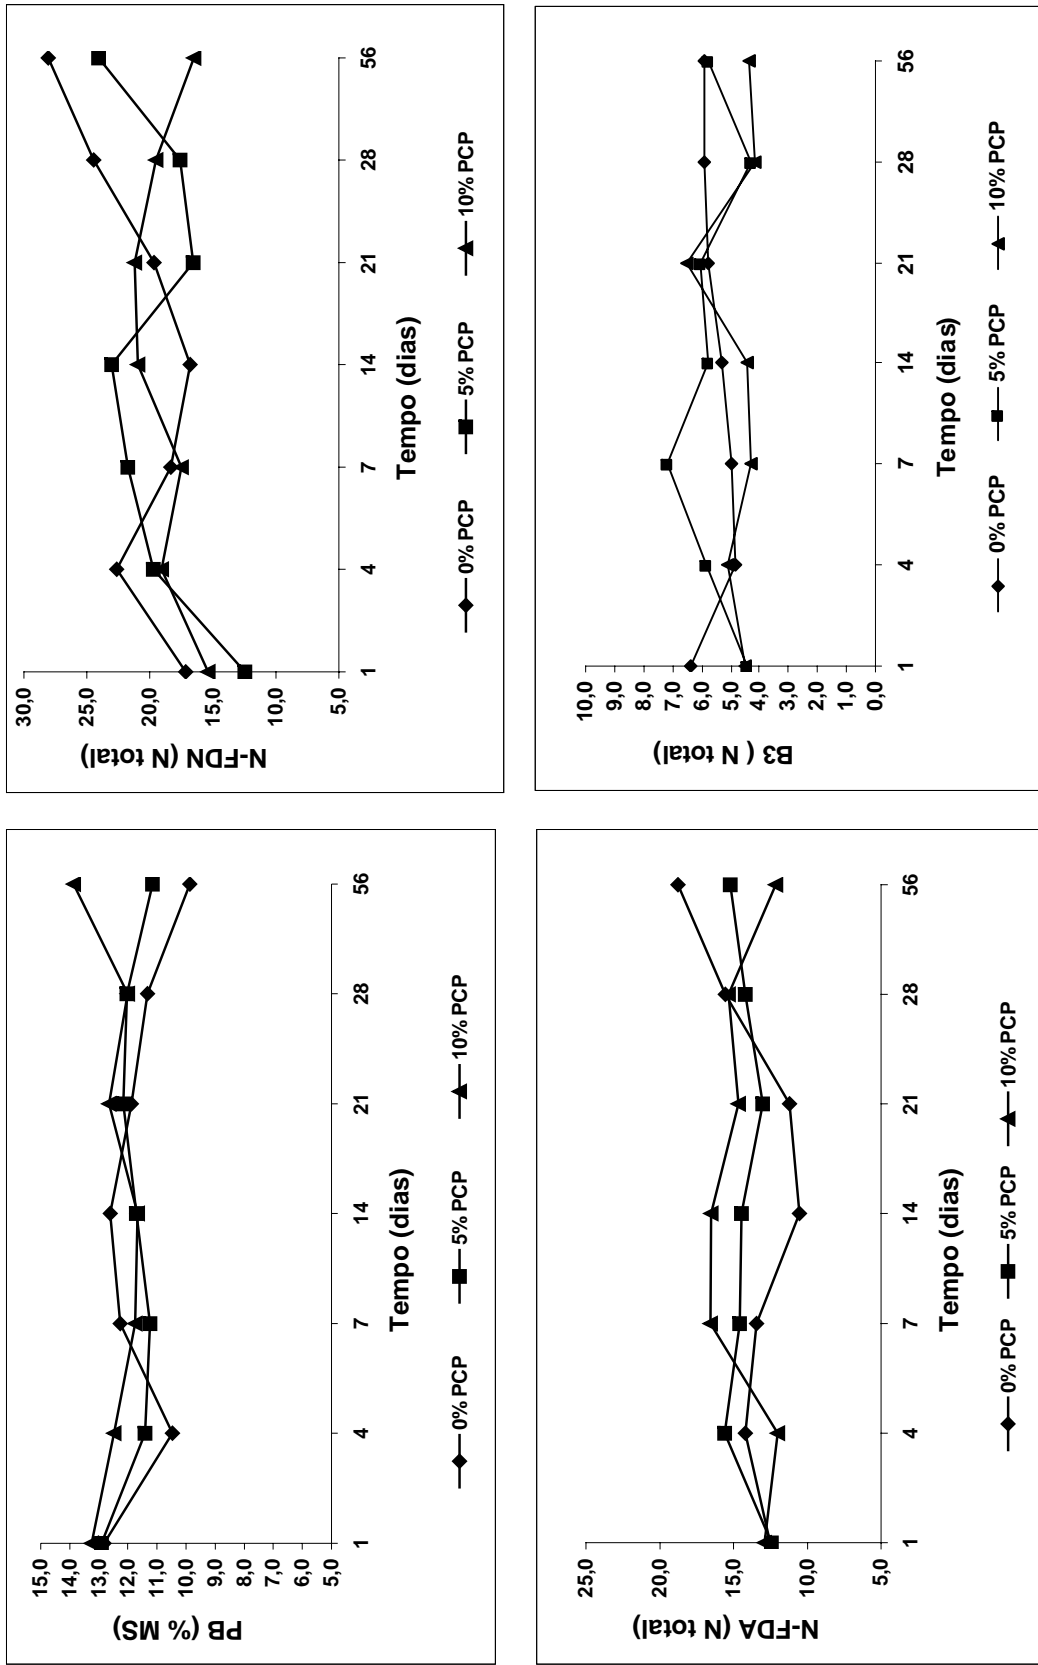 PB (% MS)
15,0
14,0
13,0
12,0
11,0
10,0
9,0
8,0
7,0
6,0
5,0
1 4 7 14 21 28 56
Tempo (dias)
0% PCP 5% PCP 10% PCP
N-FDN (N total)
30,0
25,0
20,0
15,0
10,0
5,0
1 4 7 14 21 28 56
Tempo (dias)
0% PCP 5% PCP 10% PCP
N-FDA (N total)
25,0
20,0
15,0
10,0
5,0
1 4 7 14 21 28 56
Tempo (dias)
0% PCP 5% PCP 10% PCP
B3 ( N total)
10,0
9,0
8,0
7,0
6,0
5,0
4,0
3,0
2,0
1,0
0,0
1 4 7 14 21 28 56
Tempo (dias)
0% PCP 5% PCP 10% PCP